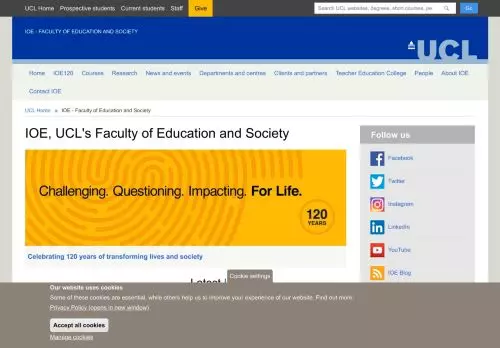 UCL Home Prospective students Current students Staff Give Search UCL websites, degrees, short courses, pe Go
IOE - FACULTY OF EDUCATION AND SOCIETY
UCL
Home IOE120 Courses Research News and events Departments and centres Clients and partners Teacher Education College People About IOE
Contact IOE
UCL Home » IOE - Faculty of Education and Society
IOE, UCL's Faculty of Education and Society
Challenging. Questioning. Impacting. For Life.
120
YEARS
Celebrating 120 years of transforming lives and society
Latest
Follow us
Facebook
Twitter
Instagram
LinkedIn
YouTube
IOE Blog
Cookie settings
Our website uses cookies
Some of these cookies are essential, while others help us to improve your experience of our website. Find out more:
Privacy Policy (opens in new window)
Accept all cookies
Manage cookies